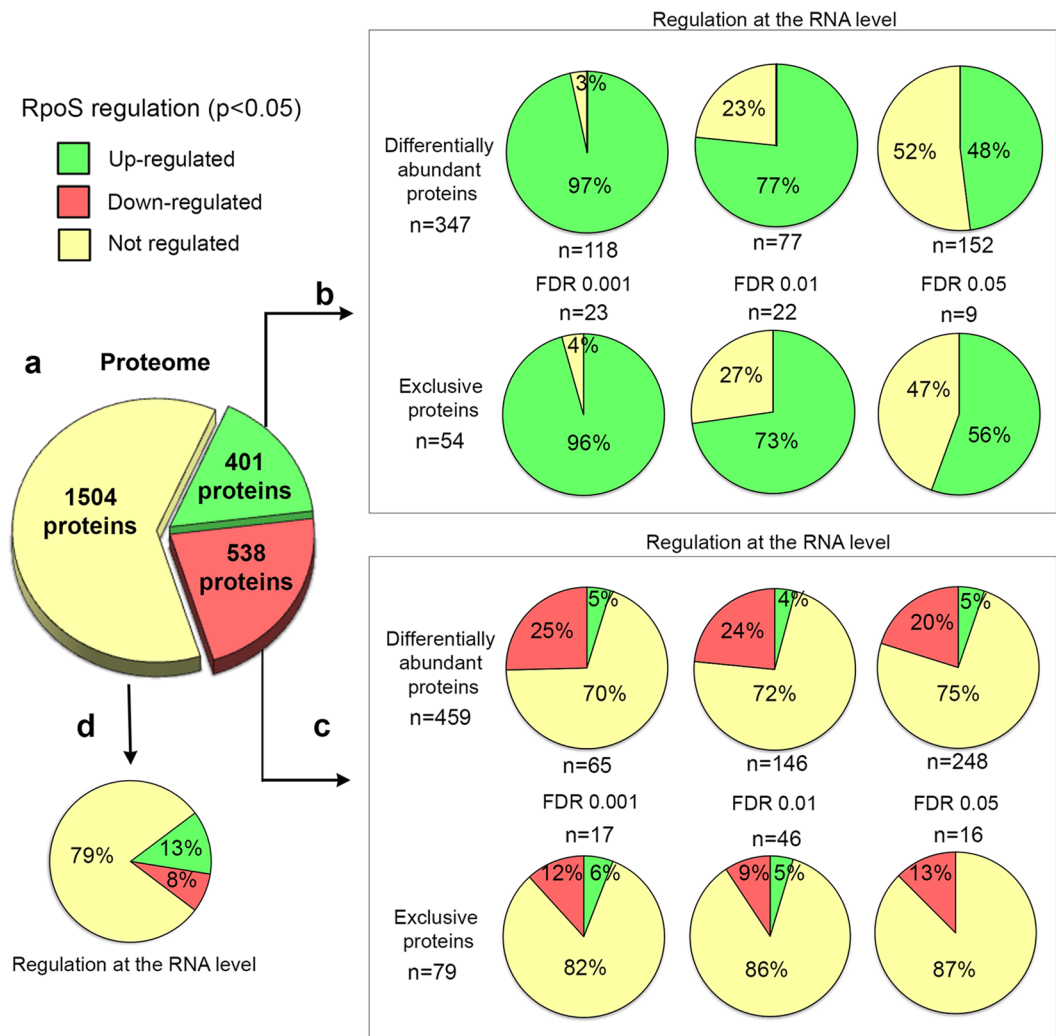 Regulation at the RNA level
RpoS regulation (p<0.05)
Up-regulated
Down-regulated
Not regulated
Differentially
abundant
proteins
n=347
3%
97%
n=118
23%
77%
n=77
52%
48%
n=152
b
FDR 0.001
n=23
FDR 0.01
n=22
FDR 0.05
n=9
Exclusive
proteins
n=54
4%
96%
27%
73%
47%
56%
a
Proteome
1504
proteins
401
proteins
538
proteins
Regulation at the RNA level
Differentially
abundant
proteins
n=459
25%
5%
70%
n=65
24%
4%
72%
n=146
20%
5%
75%
n=248
d
c
FDR 0.001
n=17
FDR 0.01
n=46
FDR 0.05
n=16
Exclusive
proteins
n=79
12%
6%
82%
9%
5%
86%
13%
87%
79%
13%
8%
Regulation at the RNA level